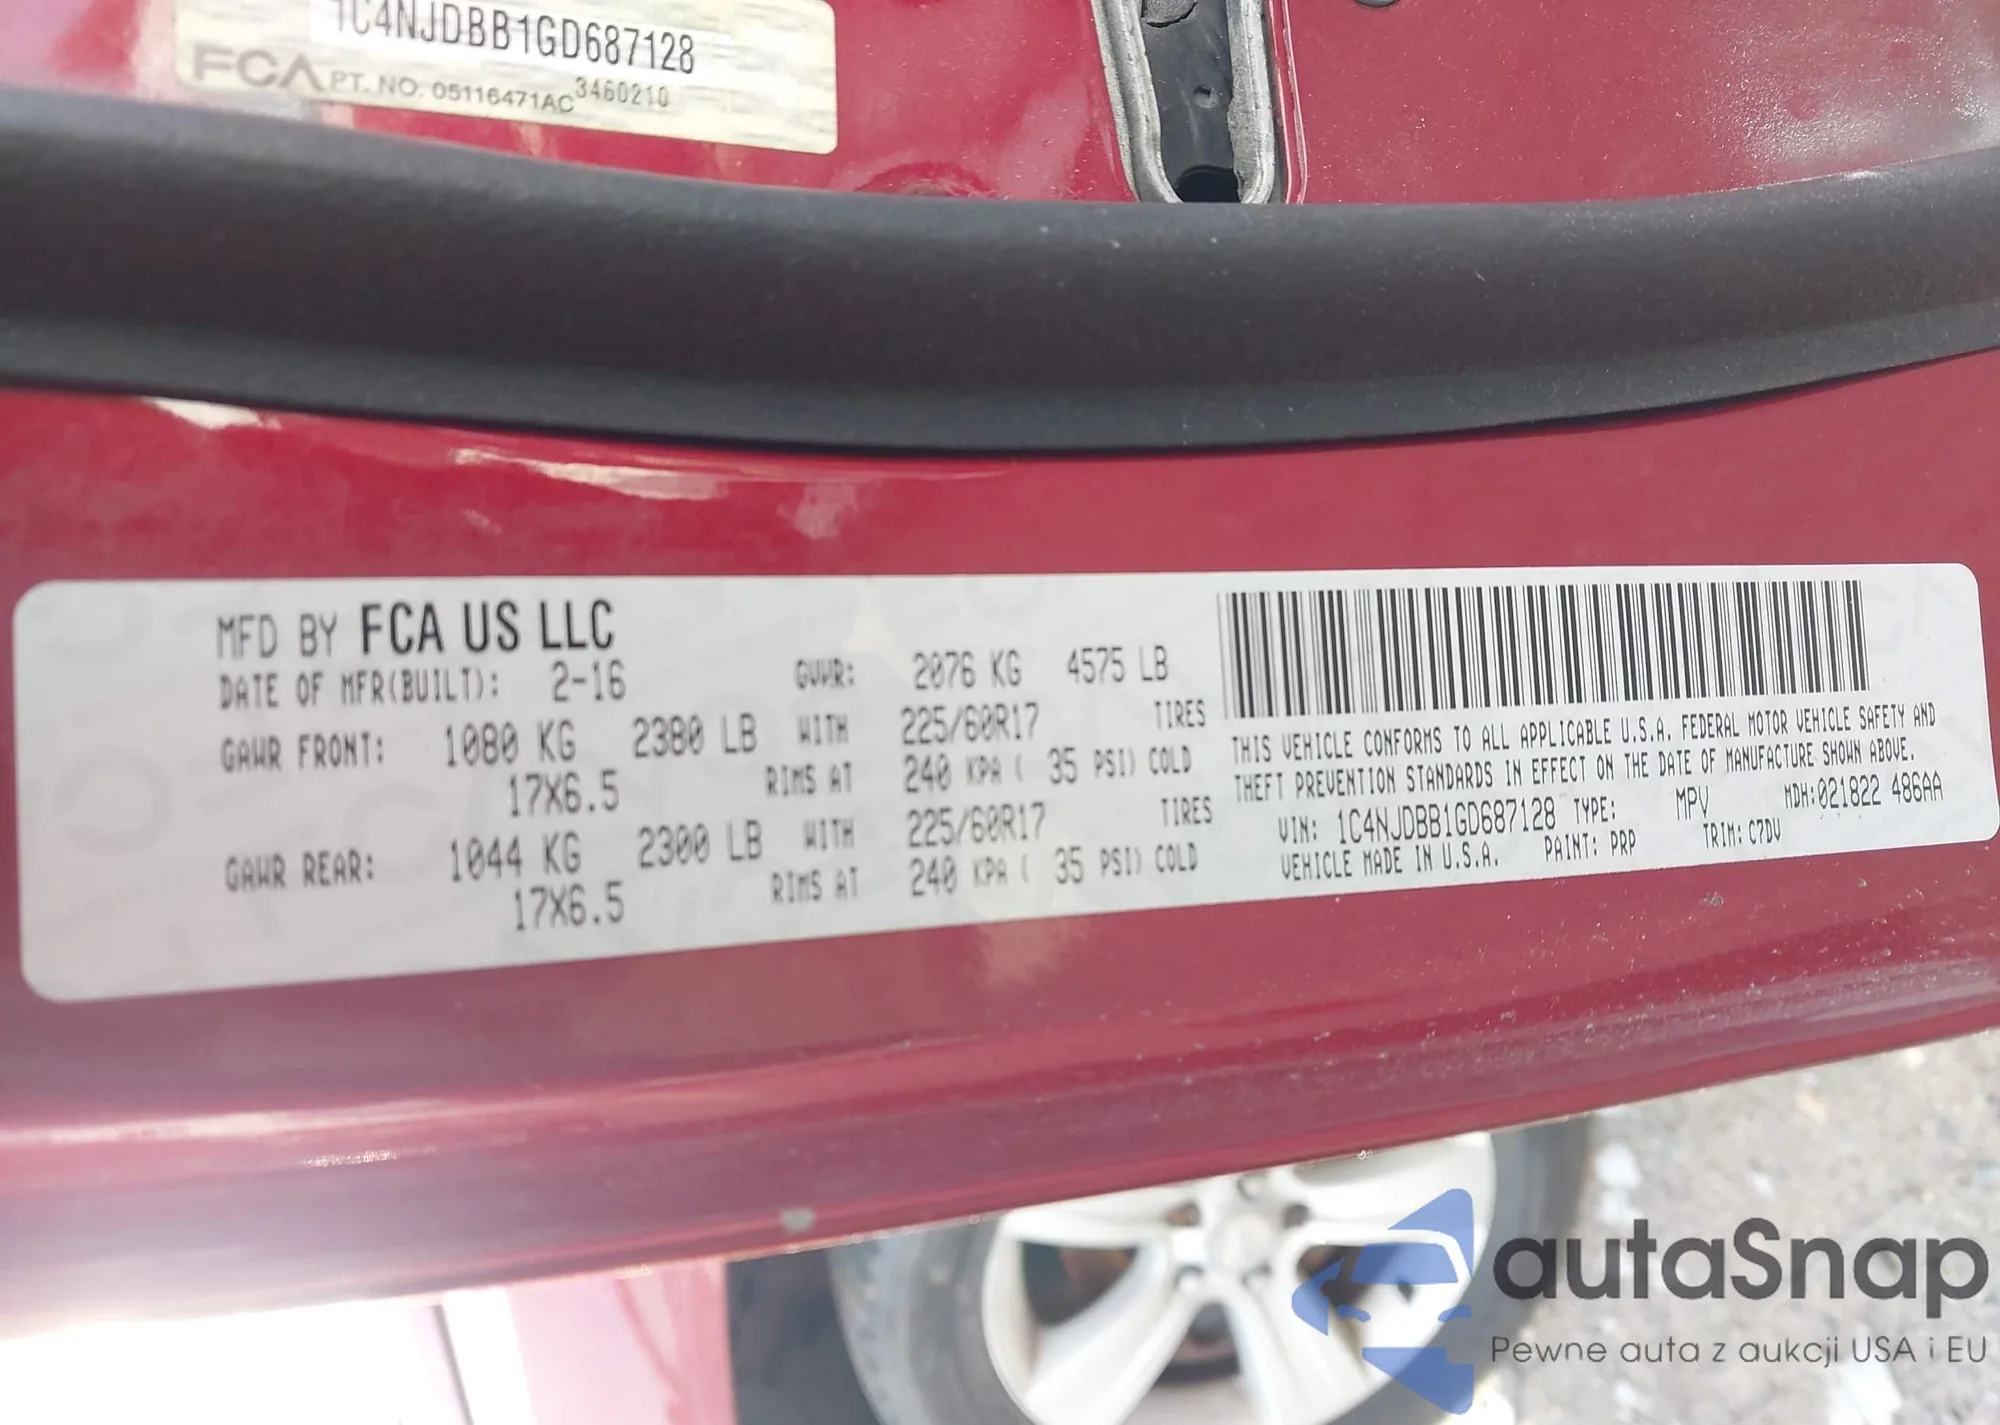 1C4NJDBB1GD687128
FCA PT. NO. 05116471AC 3460210
MFD BY FCA US LLC
DATE OF MFR(BUILT): 2-16 GVWR: 2076 KG 4575 LB
GAWR FRONT: 1080 KG 2380 LB WITH 225/60R17 TIRES
17X6.5 RIMS AT 240 KPA ( 35 PSI) COLD
GAWR REAR: 1044 KG 2300 LB WITH 225/60R17 TIRES
17X6.5 RIMS AT 240 KPA ( 35 PSI) COLD
THIS VEHICLE CONFORMS TO ALL APPLICABLE U.S.A. FEDERAL MOTOR VEHICLE SAFETY AND
THEFT PREVENTION STANDARDS IN EFFECT ON THE DATE OF MANUFACTURE SHOWN ABOVE.
VIN: 1C4NJDBB1GD687128 TYPE: MPV MDH:021822 486AA
VEHICLE MADE IN U.S.A. PAINT: PRP TRIM: C7DV
autaSnap
Pewne auta z aukcji USA i EU